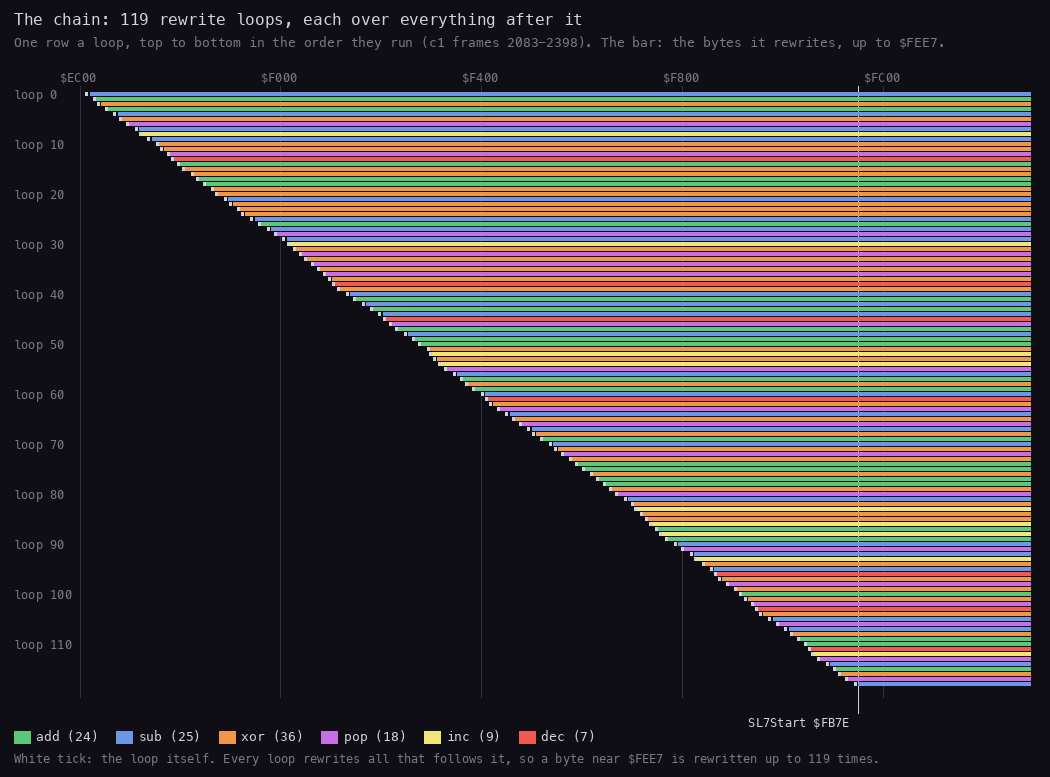 The chain: 119 rewrite loops, each over everything after it
One row a loop, top to bottom in the order they run (c1 frames 2083–2398). The bar: the bytes it rewrites, up to $FEE7.
$EC00 $F000 $F400 $F800 $FC00
loop 0
loop 10
loop 20
loop 30
loop 40
loop 50
loop 60
loop 70
loop 80
loop 90
loop 100
loop 110
SL7Start $FB7E
add (24) sub (25) xor (36) pop (18) inc (9) dec (7)
White tick: the loop itself. Every loop rewrites all that follows it, so a byte near $FEE7 is rewritten up to 119 times.